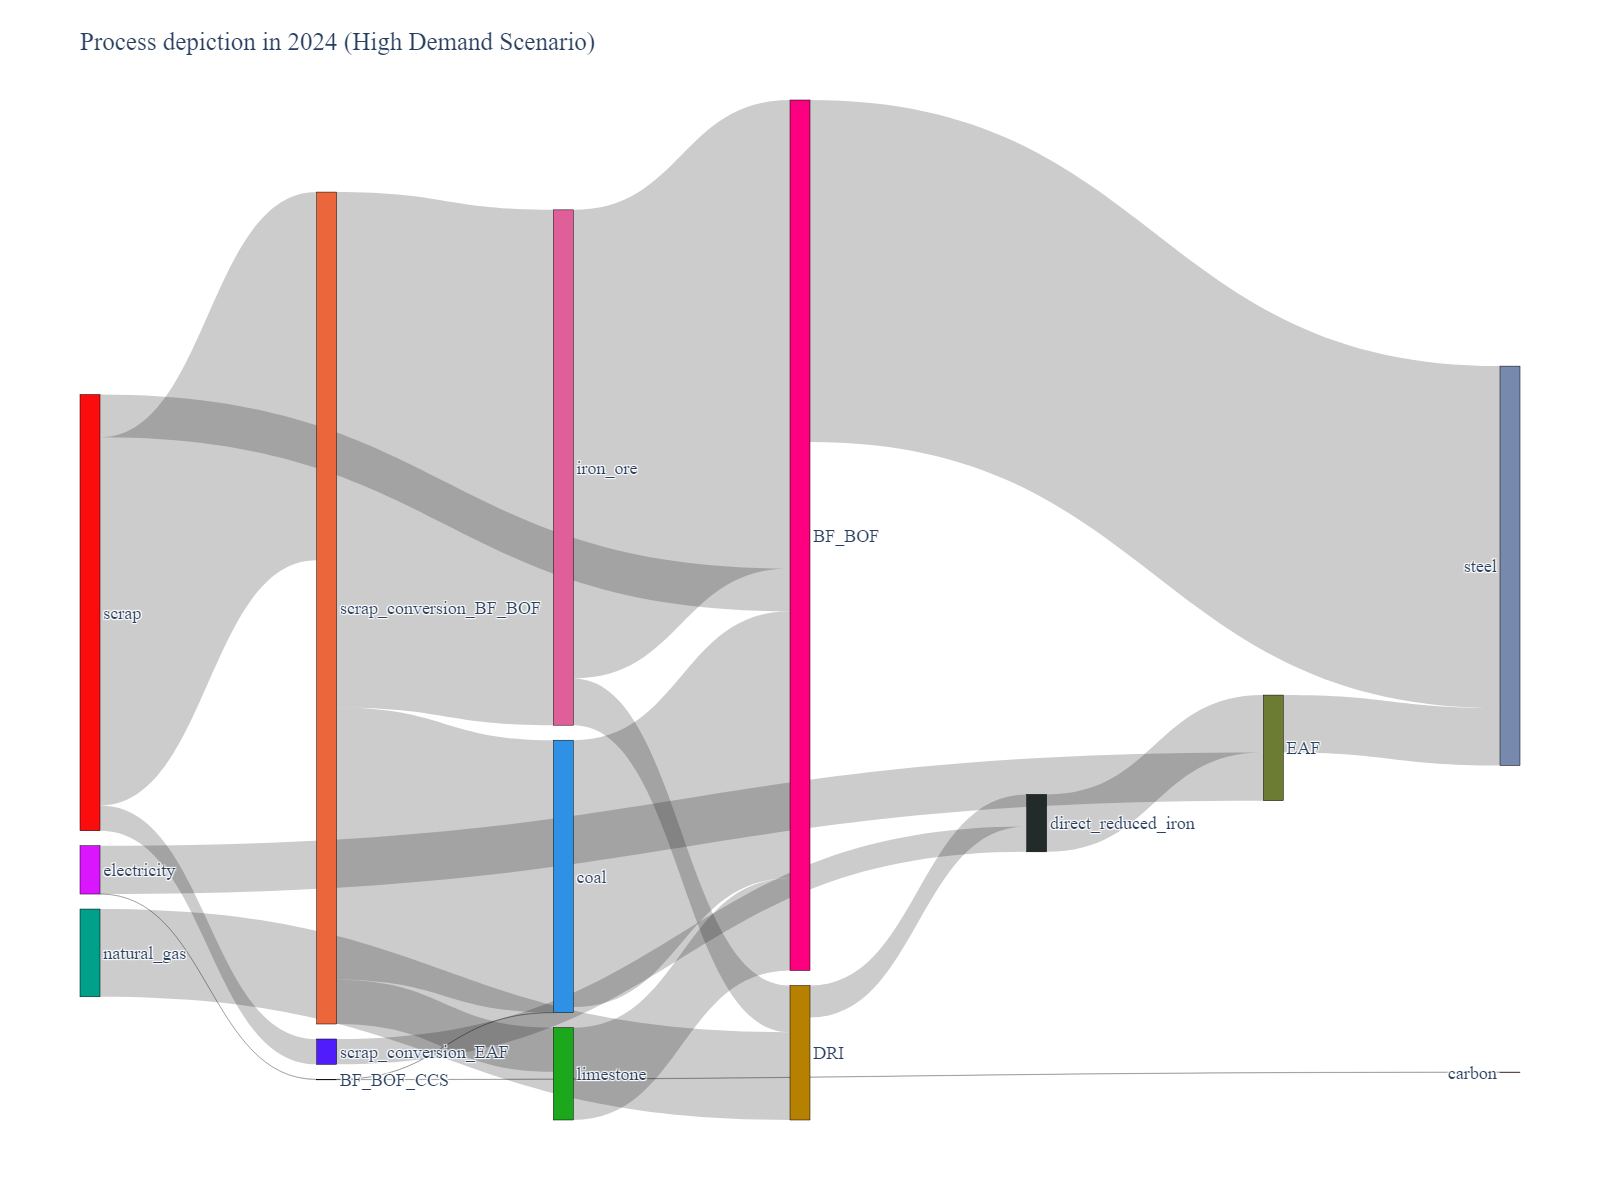 Process depiction in 2024 (High Demand Scenario)
iron_ore
BF_BOF
steel
scrap
scrap_conversion_BF_BOF
EAF
direct_reduced_iron
electricity
coal
natural_gas
scrap_conversion_EAF
DRI
limestone
carbon
BF_BOF_CCS